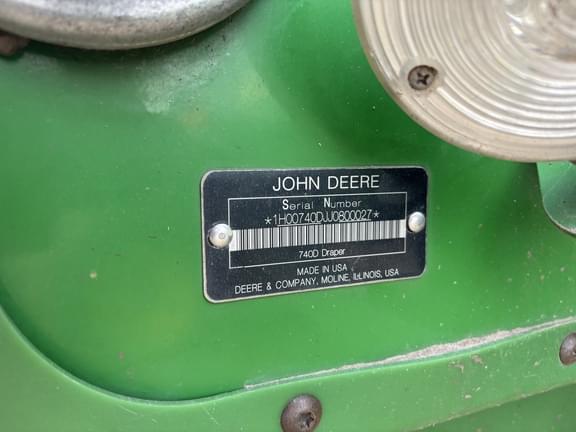 JOHN DEERE
Serial Number
*1H00740DJJ0800027*
740D Draper
MADE IN USA
DEERE & COMPANY, MOLINE, ILLINOIS, USA